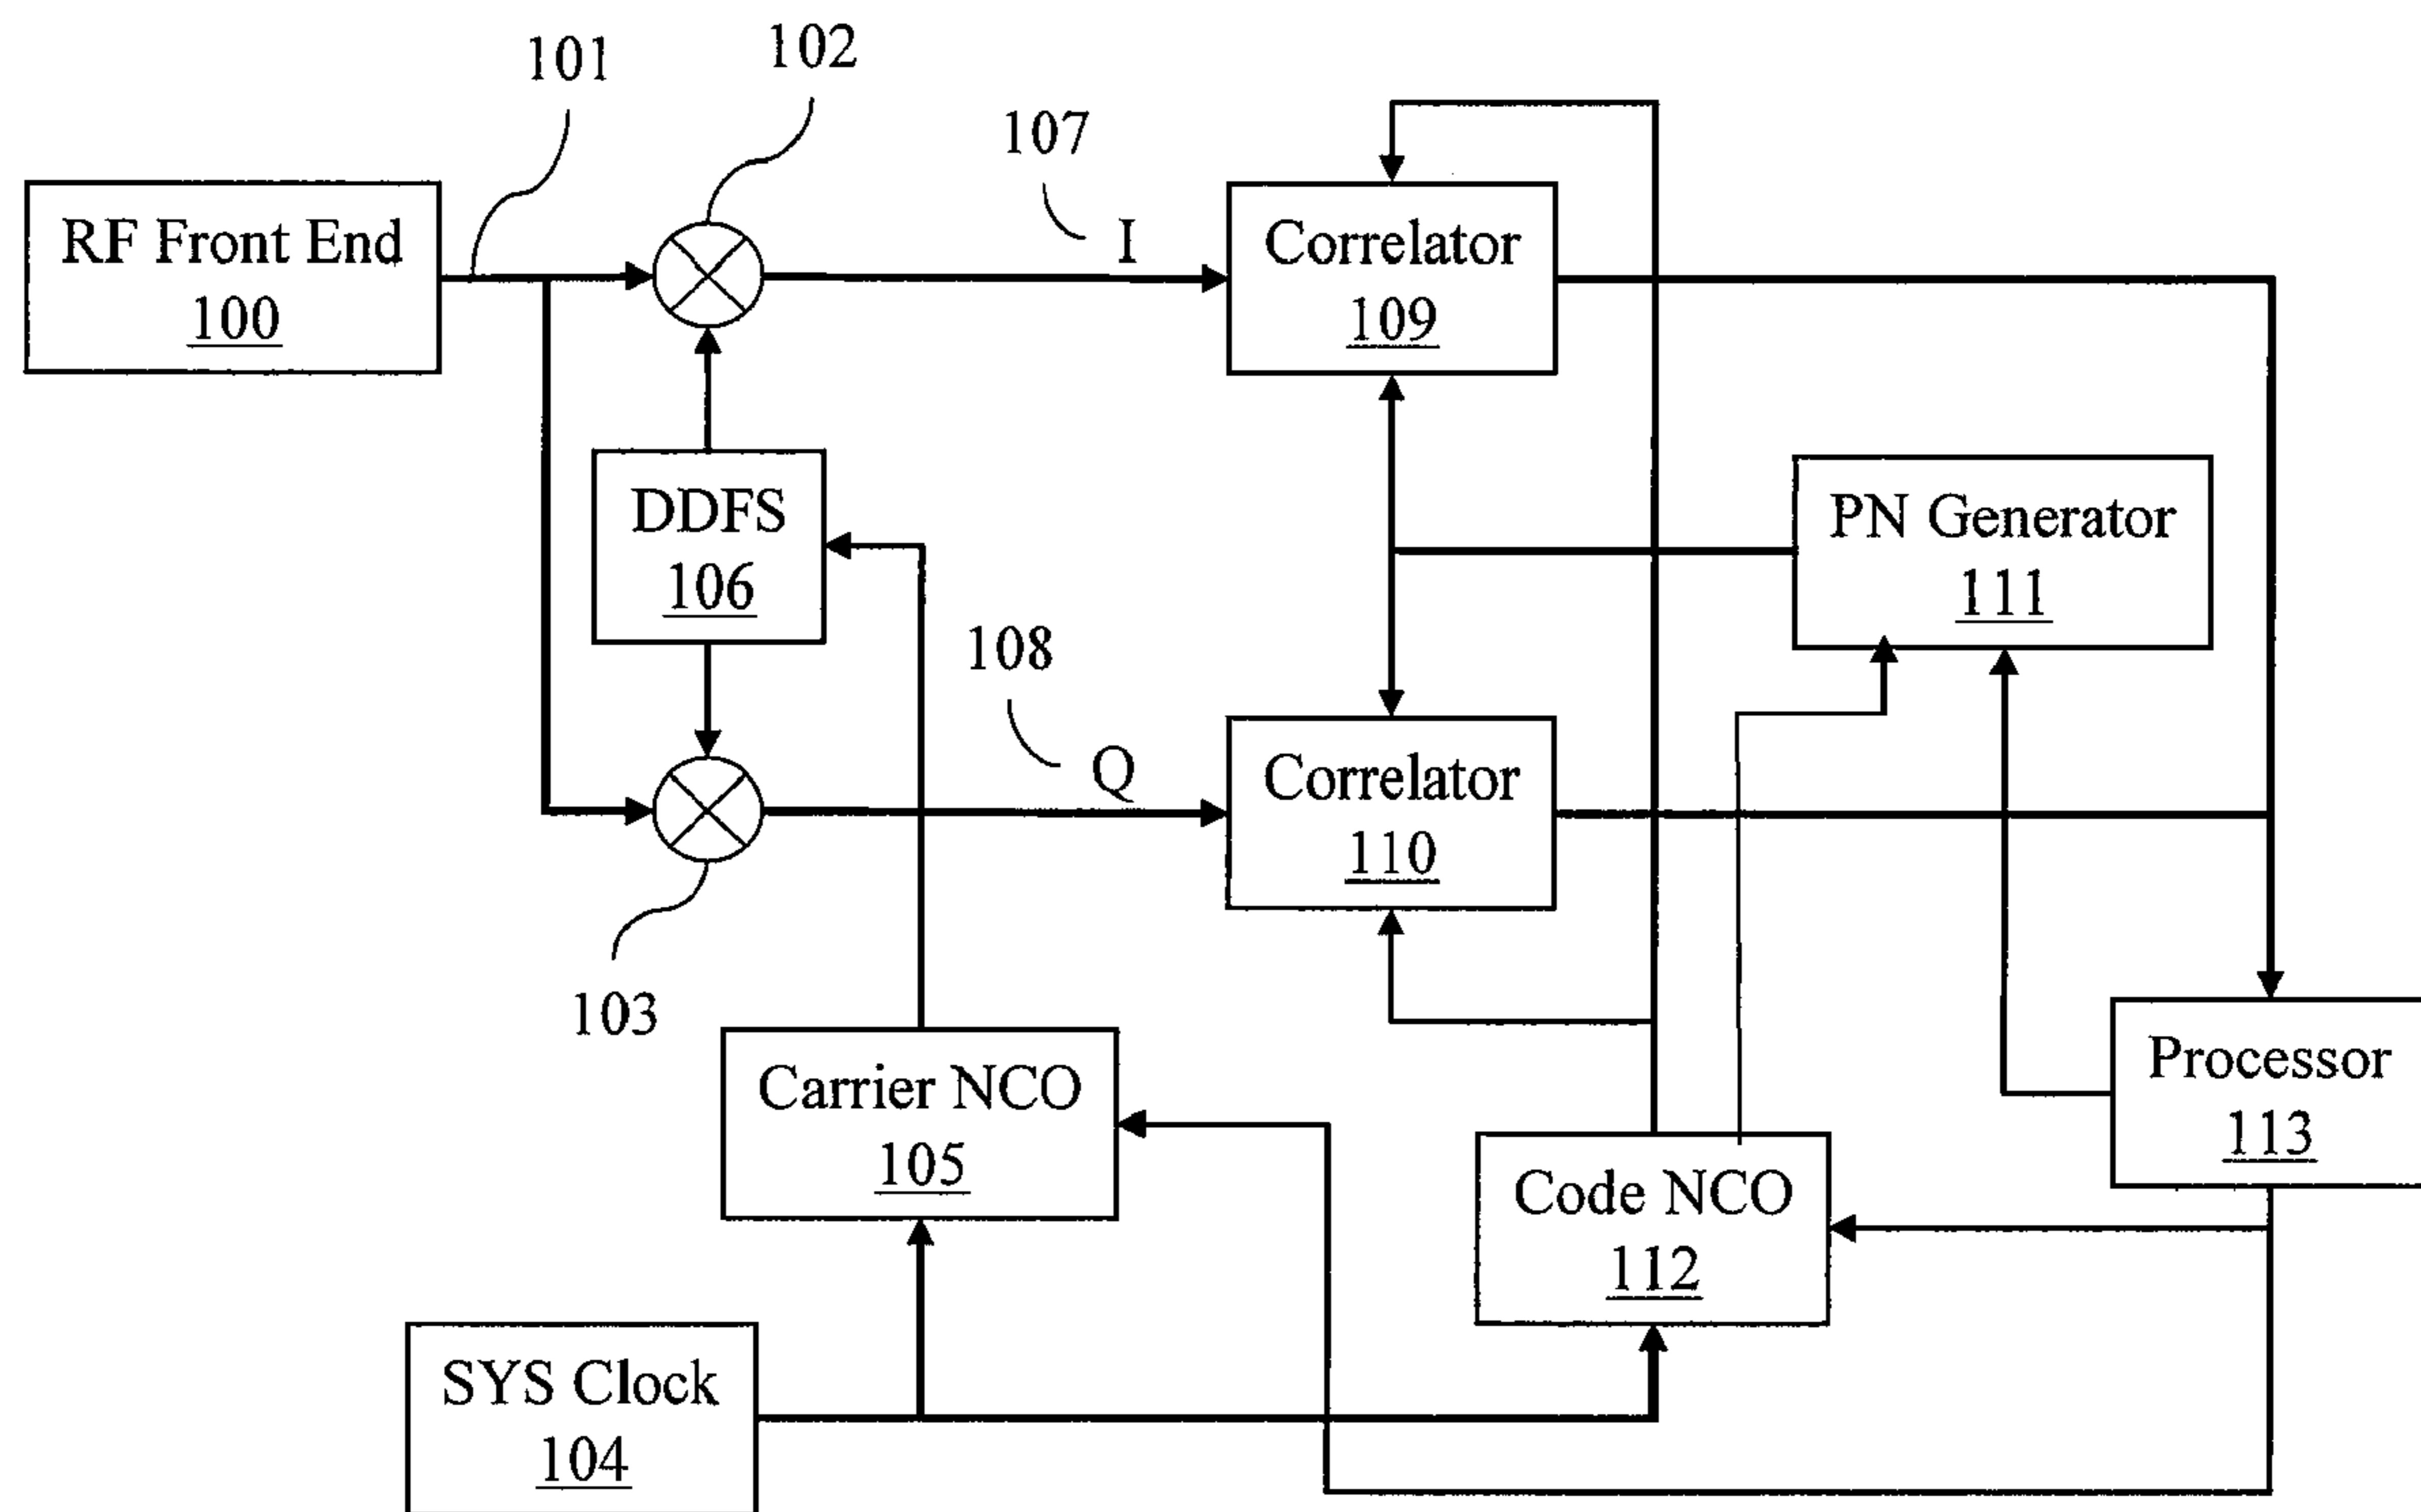 101
102
107
I
RF Front End
100
Correlator
109
DDFS
106
PN Generator
111
108
Q
Correlator
110
103
Carrier NCO
105
Processor
113
Code NCO
112
SYS Clock
104